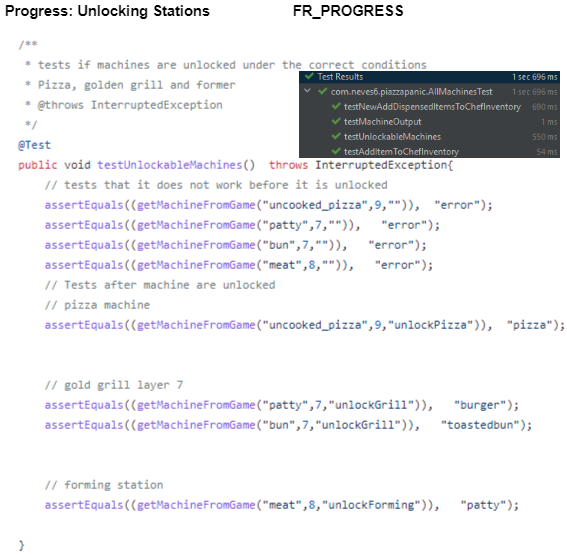 Progress: Unlocking Stations FR_PROGRESS
/**
* tests if machines are unlocked under the correct conditions
* Pizza, golden grill and former
* @throws InterruptedException
*/
Test Results 1 sec 696 ms
com.neves6.piazzapanic.AllMachinesTest 1 sec 696 ms
testNewAddDispensedItemsToChefInventory 690 ms
testMachineOutput 1 ms
testUnlockableMachines 550 ms
testAddItemToChefInventory 54 ms
@Test
public void testUnlockableMachines() throws InterruptedException{
// tests that it does not work before it is unlocked
assertEquals((getMachineFromGame("uncooked_pizza",9,"")), "error");
assertEquals((getMachineFromGame("patty",7,"")), "error");
assertEquals((getMachineFromGame("bun",7,"")), "error");
assertEquals((getMachineFromGame("meat",8,"")), "error");
// Tests after machine are unlocked
// pizza machine
assertEquals((getMachineFromGame("uncooked_pizza",9,"unlockPizza")), "pizza");
// gold grill layer 7
assertEquals((getMachineFromGame("patty",7,"unlockGrill")), "burger");
assertEquals((getMachineFromGame("bun",7,"unlockGrill")), "toastedbun");
// forming station
assertEquals((getMachineFromGame("meat",8,"unlockForming")), "patty");
}